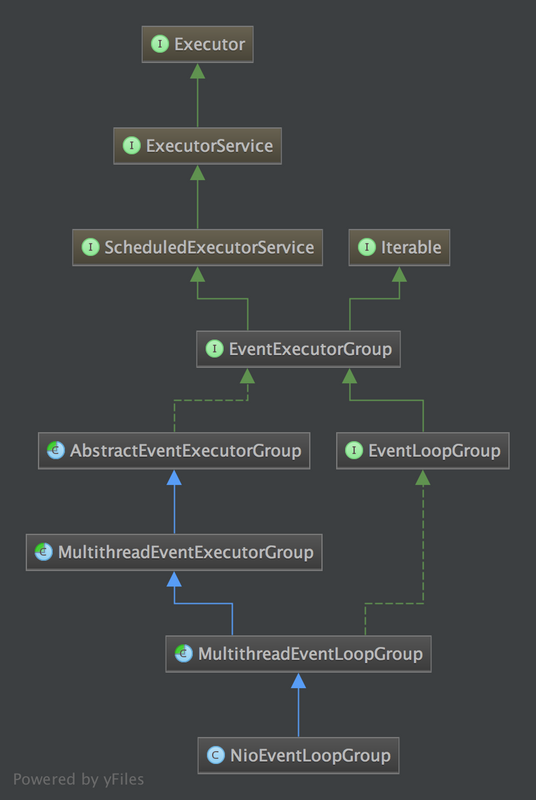 I Executor
I ExecutorService
I ScheduledExecutorService
I Iterable
I EventExecutorGroup
C AbstractEventExecutorGroup
I EventLoopGroup
C MultithreadEventExecutorGroup
C MultithreadEventLoopGroup
C NioEventLoopGroup
Powered by yFiles